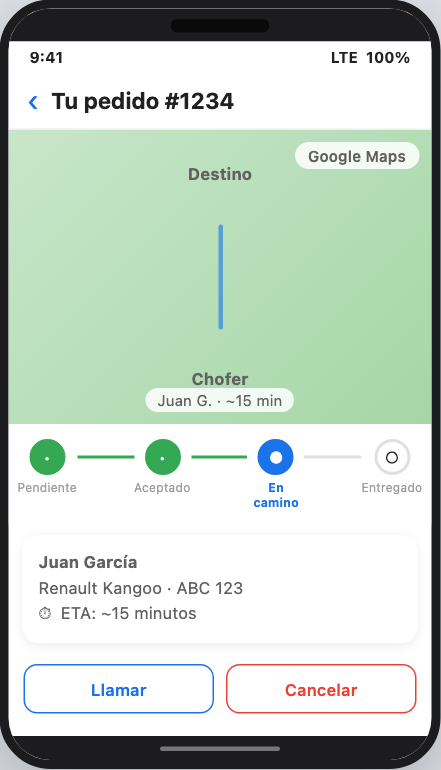 9:41
LTE 100%
‹ Tu pedido #1234
Google Maps
Destino
Chofer
Juan G. · ~15 min
Pendiente
Aceptado
En
camino
Entregado
Juan García
Renault Kangoo · ABC 123
⏱ ETA: ~15 minutos
Llamar
Cancelar